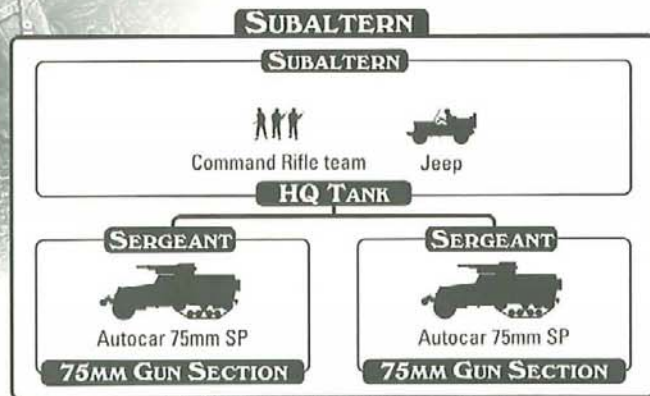 SUBALTERN
SUBALTERN
Command Rifle team Jeep
HQ TANK
SERGEANT SERGEANT
Autocar 75mm SP Autocar 75mm SP
75MM GUN SECTION 75MM GUN SECTION